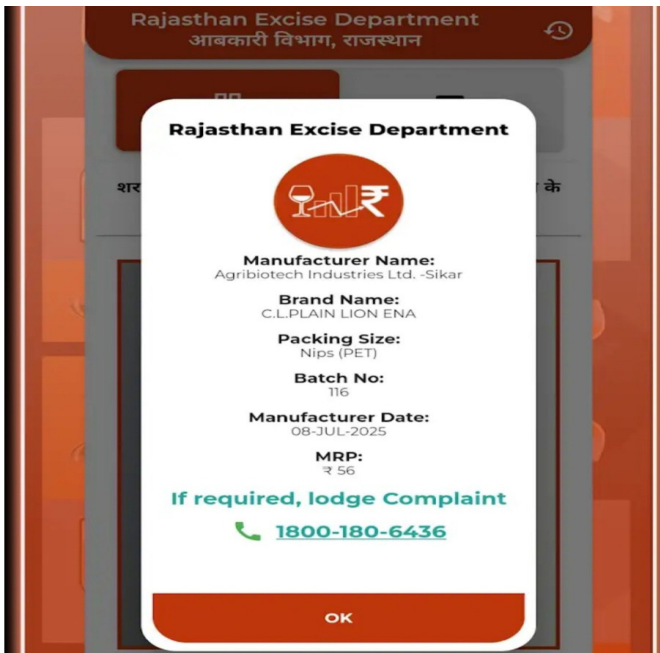 Rajasthan Excise Department
आबकारी विभाग, राजस्थान
Rajasthan Excise Department
शर
के
Manufacturer Name:
Agribiotech Industries Ltd. -Sikar
Brand Name:
C.L.PLAIN LION ENA
Packing Size:
Nips (PET)
Batch No:
116
Manufacturer Date:
08-JUL-2025
MRP:
₹ 56
If required, lodge Complaint
1800-180-6436
OK